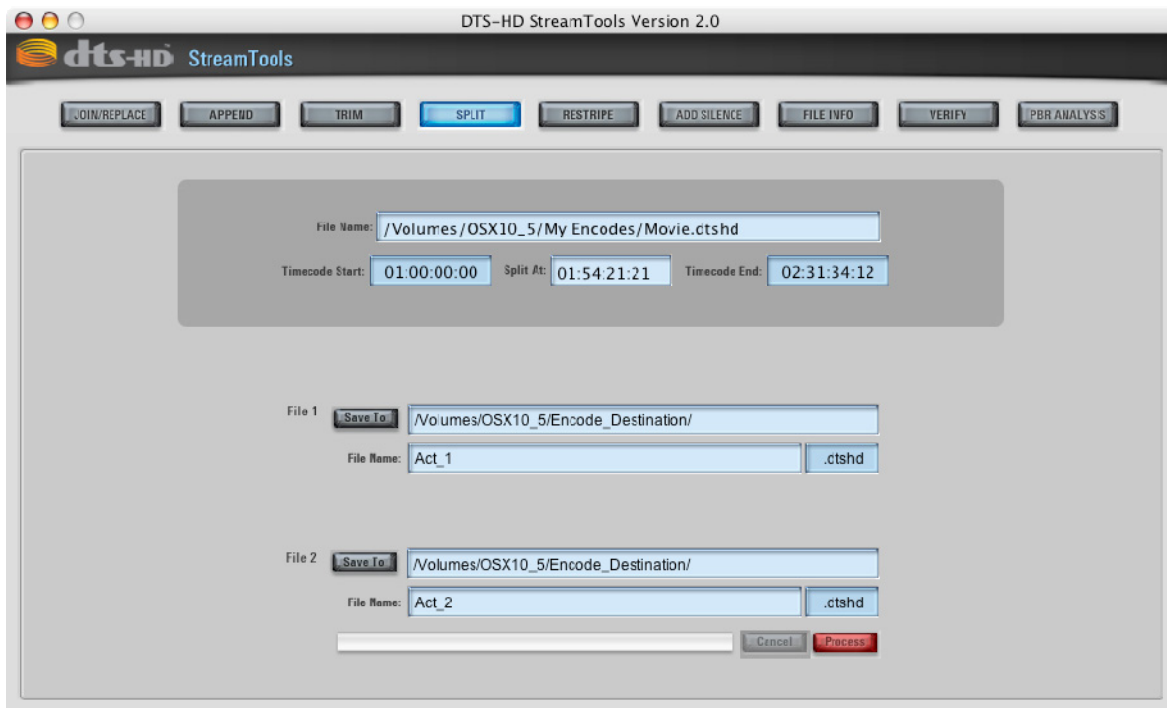 DTS-HD StreamTools Version 2.0
dts-HD StreamTools
JOIN/REPLACE APPEND TRIM SPLIT RESTRIPE ADD SILENCE FILE INFO VERIFY PBR ANALYSIS
File Name: /Volumes/OSX10_5/My Encodes/Movie.dtshd
Timecode Start: 01:00:00:00 Split At: 01:54:21:21 Timecode End: 02:31:34:12
File 1 Save To /Volumes/OSX10_5/Encode_Destination/
File Name: Act_1 .dtshd
File 2 Save To /Volumes/OSX10_5/Encode_Destination/
File Name: Act_2 .dtshd
Cancel Process